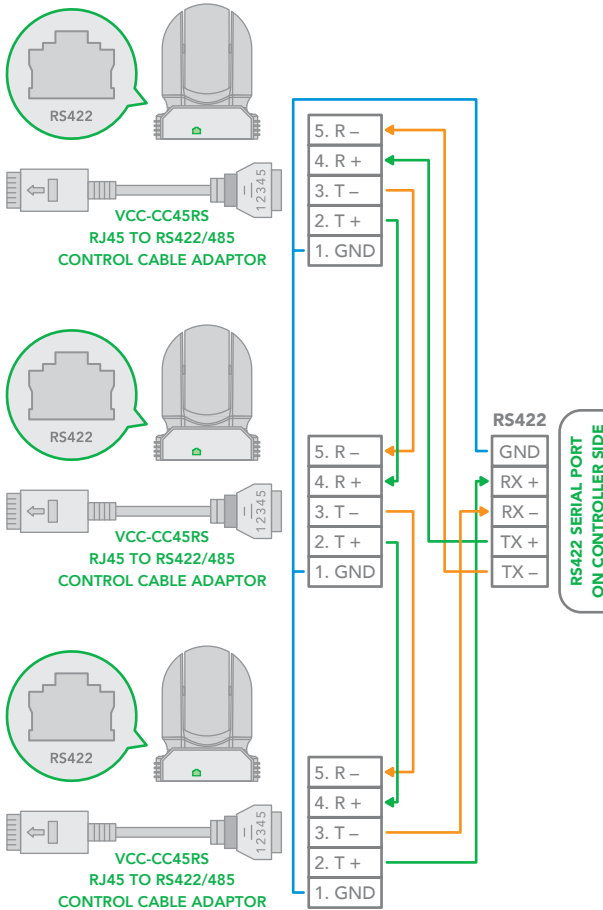 RS422
12345
VCC-CC45RS
RJ45 TO RS422/485
CONTROL CABLE ADAPTOR
5. R –
4. R +
3. T –
2. T +
1. GND
RS422
12345
VCC-CC45RS
RJ45 TO RS422/485
CONTROL CABLE ADAPTOR
5. R –
4. R +
3. T –
2. T +
1. GND
RS422
GND
RX +
RX –
TX +
TX –
RS422 SERIAL PORT
ON CONTROLLER SIDE
RS422
12345
VCC-CC45RS
RJ45 TO RS422/485
CONTROL CABLE ADAPTOR
5. R –
4. R +
3. T –
2. T +
1. GND